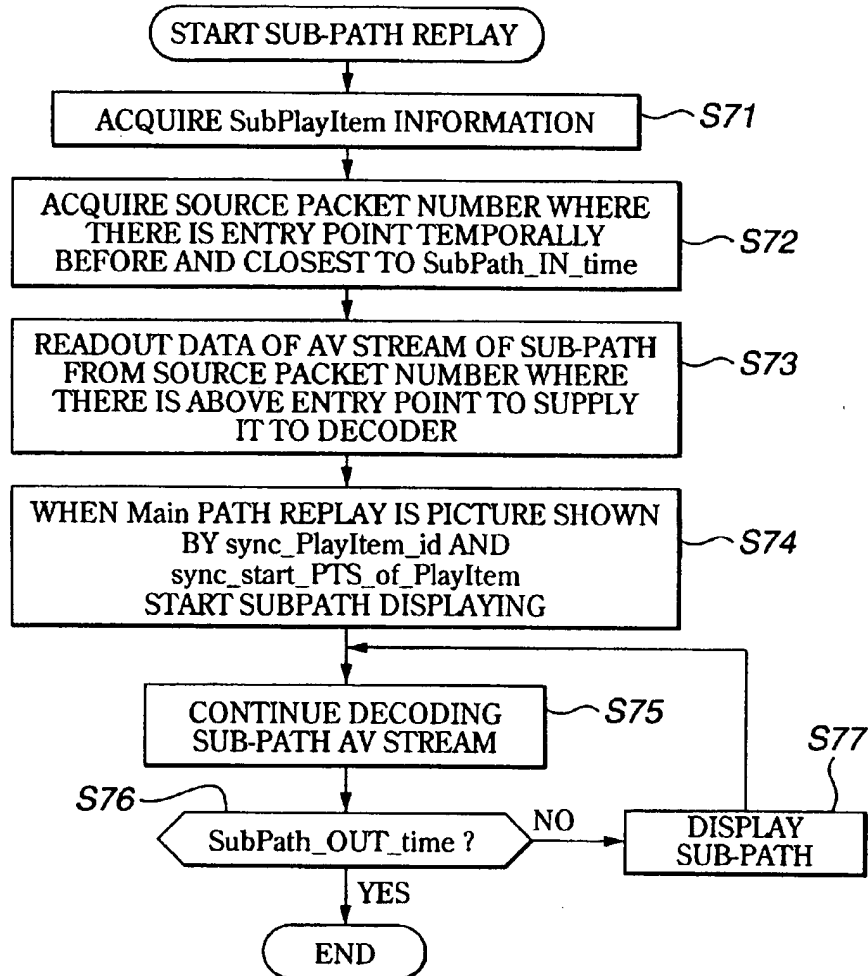 START SUB-PATH REPLAY
ACQUIRE SubPlayItem INFORMATION
S71
ACQUIRE SOURCE PACKET NUMBER WHERE
THERE IS ENTRY POINT TEMPORALLY
BEFORE AND CLOSEST TO SubPath_IN_time
S72
READOUT DATA OF AV STREAM OF SUB-PATH
FROM SOURCE PACKET NUMBER WHERE
THERE IS ABOVE ENTRY POINT TO SUPPLY
IT TO DECODER
S73
WHEN Main PATH REPLAY IS PICTURE SHOWN
BY sync_PlayItem_id AND
sync_start_PTS_of_PlayItem
START SUBPATH DISPLAYING
S74
CONTINUE DECODING
SUB-PATH AV STREAM
S75
S76
SubPath_OUT_time ?
NO
S77
DISPLAY
SUB-PATH
YES
END